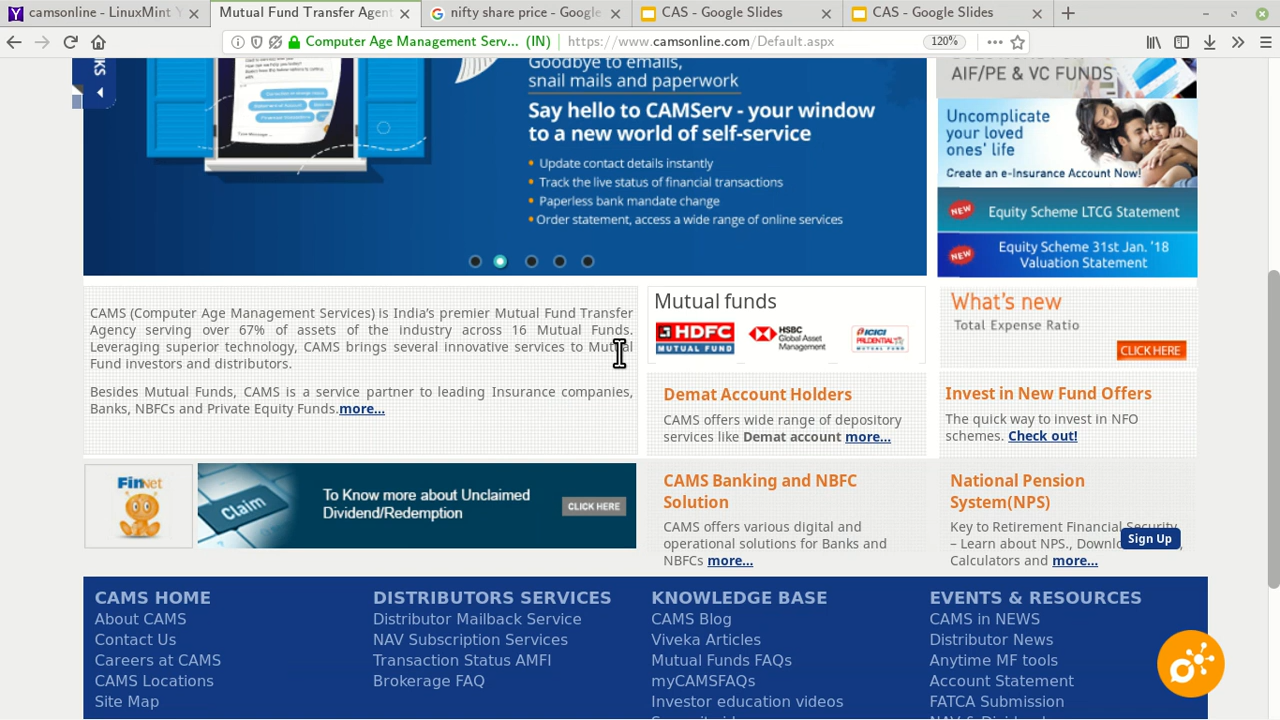 camsonline - LinuxMint Y
Mutual Fund Transfer Agen
nifty share price - Google
CAS - Google Slides
CAS - Google Slides
Computer Age Management Serv... (IN)
https://www.camsonline.com/Default.aspx
120%
KS
Goodbye to emails,
snail mails and paperwork
Say hello to CAMServ - your window
to a new world of self-service
Update contact details instantly
Track the live status of financial transactions
Paperless bank mandate change
Order statement, access a wide range of online services
AIF/PE & VC FUNDS
Uncomplicate
your loved
ones' life
Create an e-Insurance Account Now!
NEW
Equity Scheme LTCG Statement
NEW
Equity Scheme 31st Jan. '18
Valuation Statement
CAMS (Computer Age Management Services) is India's premier Mutual Fund Transfer
Agency serving over 67% of assets of the industry across 16 Mutual Funds.
Leveraging superior technology, CAMS brings several innovative services to Mutual
Fund investors and distributors.
Besides Mutual Funds, CAMS is a service partner to leading Insurance companies,
Banks, NBFCs and Private Equity Funds.more...
Mutual funds
HDFC
MUTUAL FUND
HSBC
Global Asset
Management
ICICI
PRUDENTIAL
MUTUAL FUND
What's new
Total Expense Ratio
CLICK HERE
Demat Account Holders
CAMS offers wide range of depository
services like Demat account more...
Invest in New Fund Offers
The quick way to invest in NFO
schemes. Check out!
FinNet
Claim
To Know more about Unclaimed
Dividend/Redemption
CLICK HERE
CAMS Banking and NBFC
Solution
CAMS offers various digital and
operational solutions for Banks and
NBFCs more...
National Pension
System(NPS)
Key to Retirement Financial Security
– Learn about NPS., Downlo
Calculators and more...
Sign Up
CAMS HOME
About CAMS
Contact Us
Careers at CAMS
CAMS Locations
Site Map
DISTRIBUTORS SERVICES
Distributor Mailback Service
NAV Subscription Services
Transaction Status AMFI
Brokerage FAQ
KNOWLEDGE BASE
CAMS Blog
Viveka Articles
Mutual Funds FAQs
myCAMSFAQs
Investor education videos
EVENTS & RESOURCES
CAMS in NEWS
Distributor News
Anytime MF tools
Account Statement
FATCA Submission